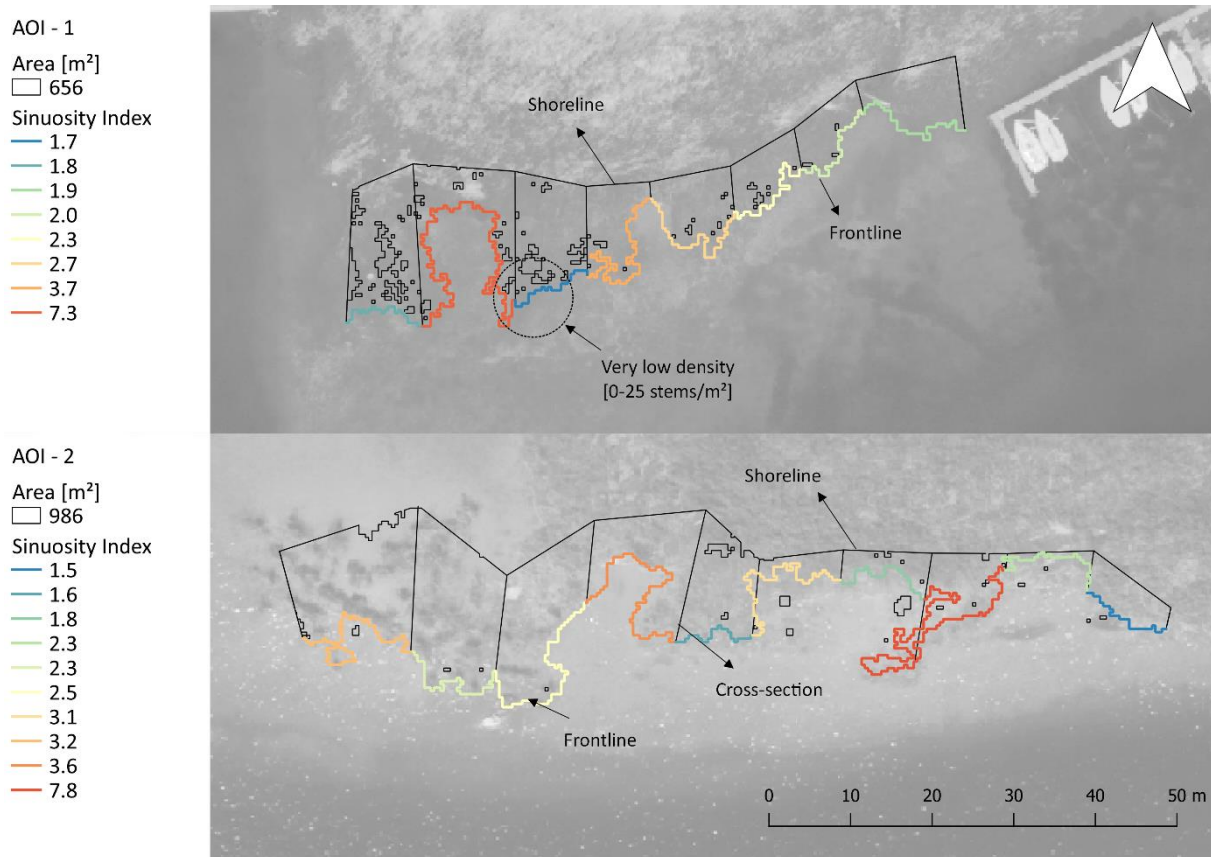 AOI - 1
Area [m²]
656
Sinuosity Index
1.7
1.8
1.9
2.0
2.3
2.7
3.7
7.3
Shoreline
Frontline
Very low density
[0-25 stems/m²]
AOI - 2
Area [m²]
986
Sinuosity Index
1.5
1.6
1.8
2.3
2.3
2.5
3.1
3.2
3.6
7.8
Shoreline
Cross-section
Frontline
0 10 20 30 40 50 m